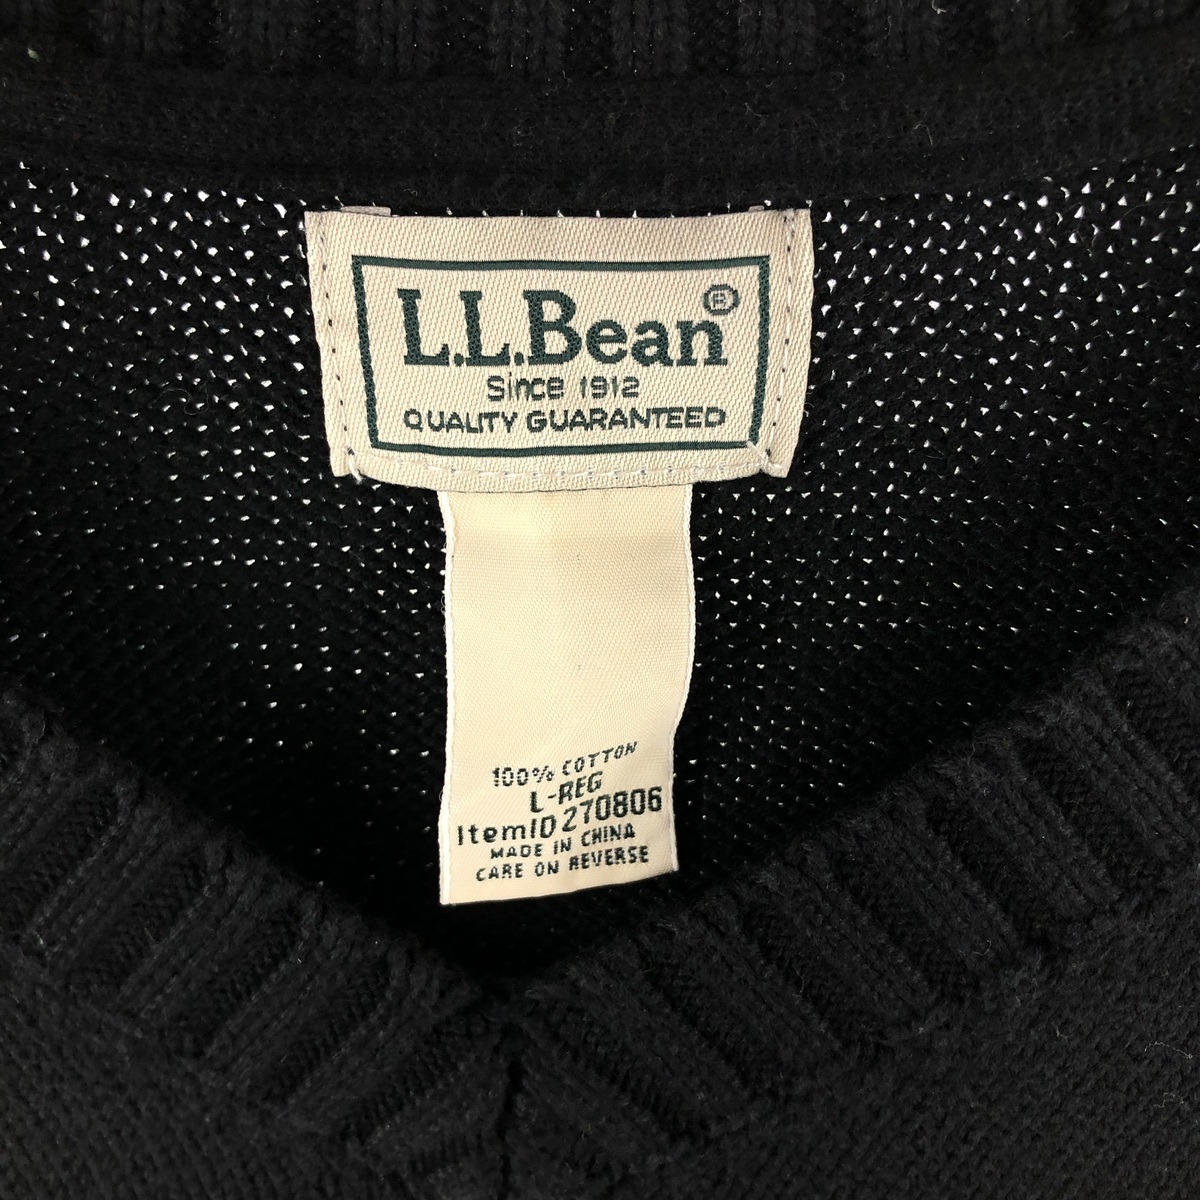 L.L.Bean®
Since 1912
QUALITY GUARANTEED
100% COTTON
L-REG
ItemID 270806
MADE IN CHINA
CARE ON REVERSE